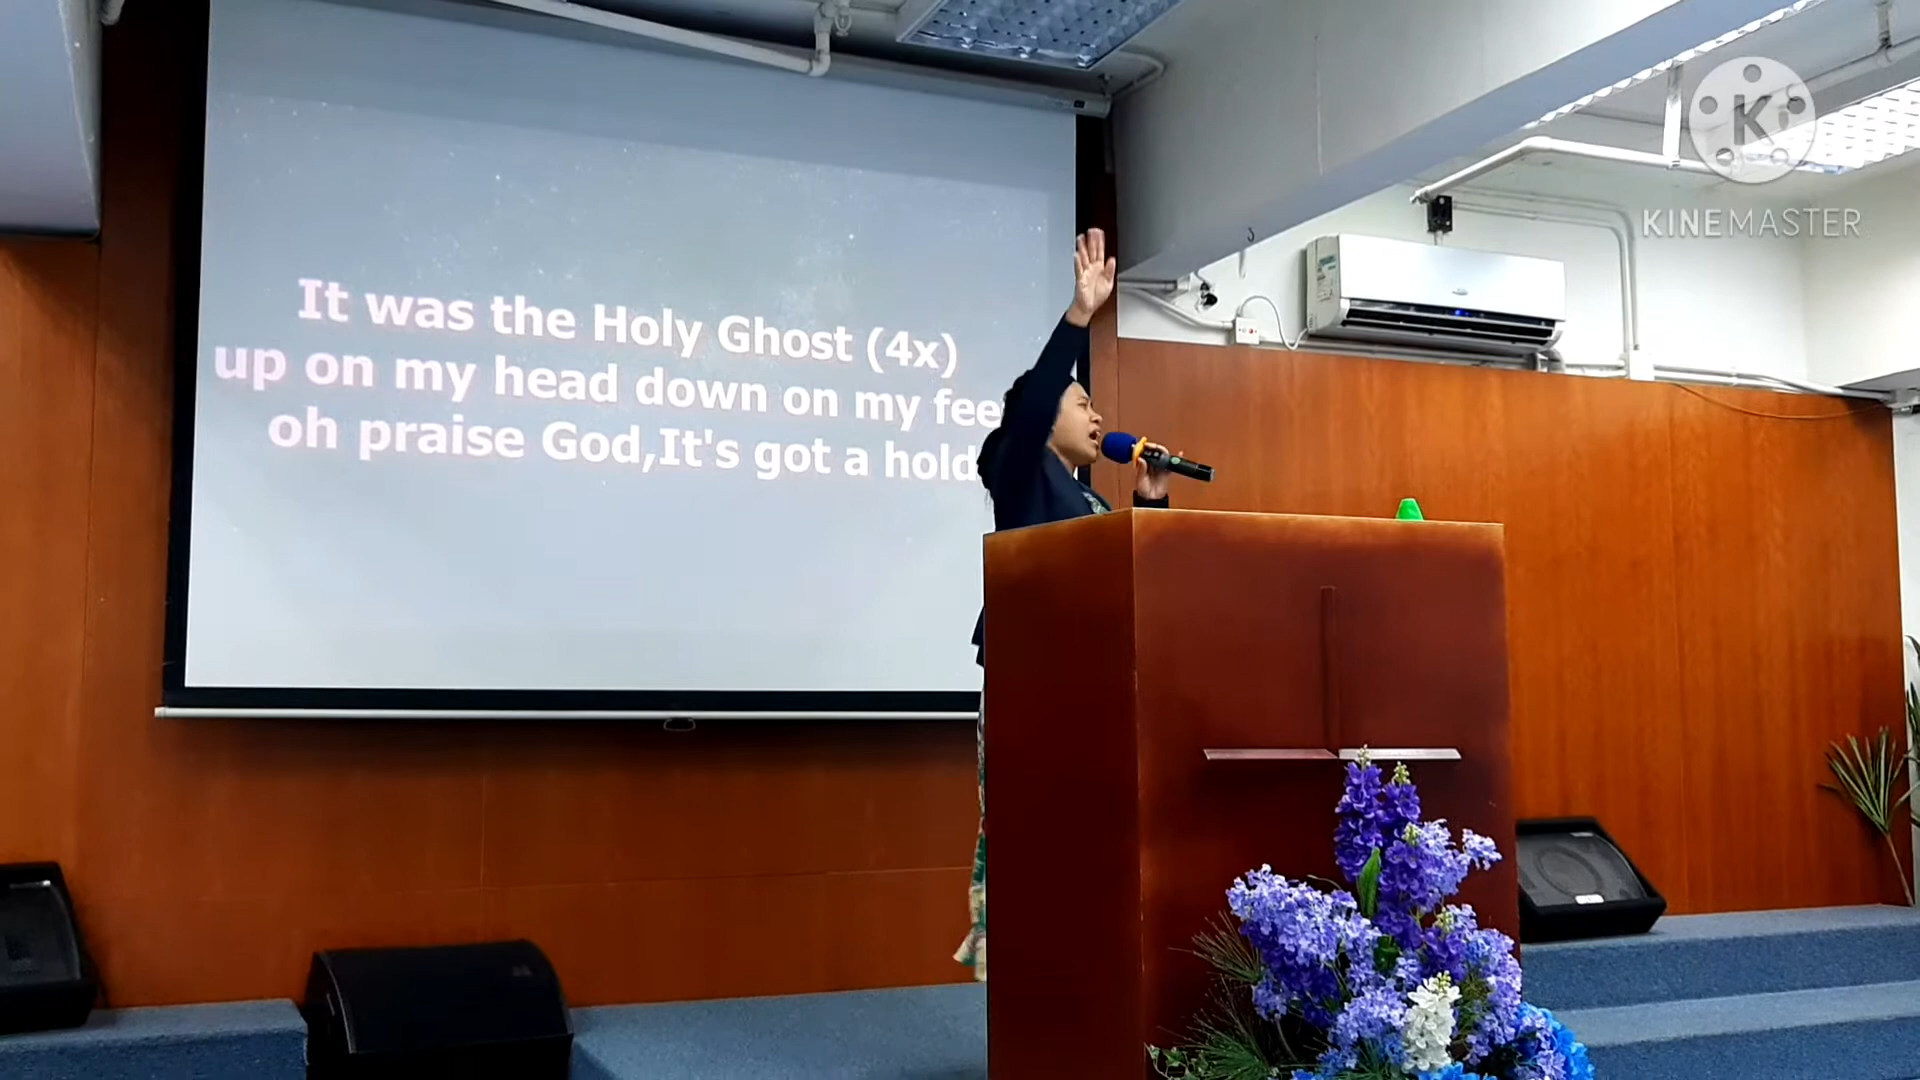 It was the Holy Ghost (4x)
up on my head down on my fee
oh praise God,It's got a hold
K
KINEMASTER